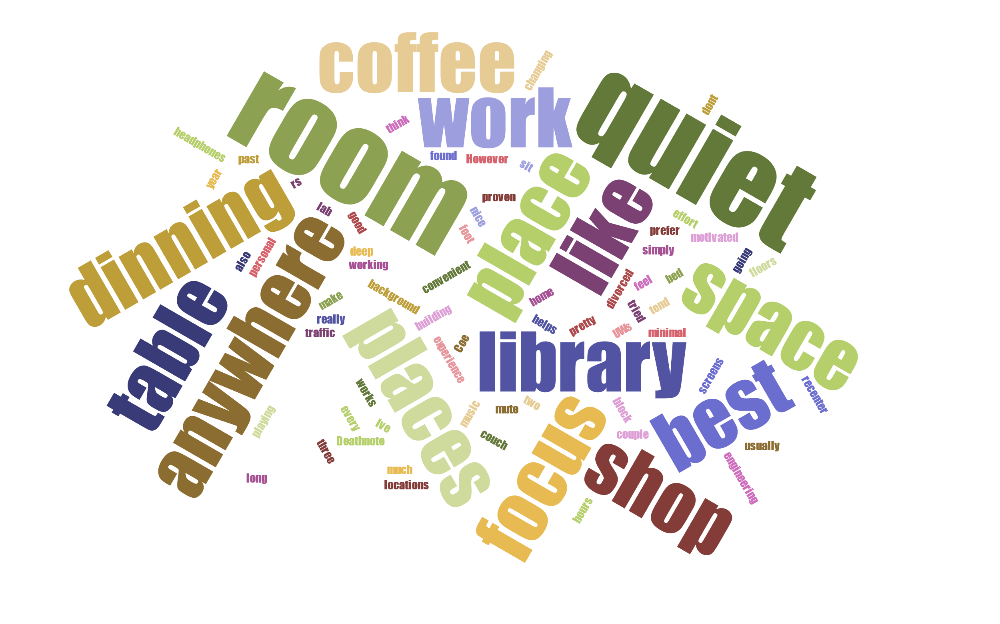 coffee
changing
room
work
quiet
dont
think
headphones
past
found
However
sit
year
rs
dinning
place
like
proven
lab
good
nice
foot
effort
prefer
motivated
simply
anywhere
also
personal
deep
working
convenient
going
floors
space
divorced
feel
bed
table
make
background
home
tried
tend
building
really
traffic
helps
pretty
UWs
minimal
places
experience
coe
library
screens
recenter
best
works
music
mute
two
block
playing
every
ive
Deathnote
couch
couple
usually
three
focus
shop
engineering
long
much
locations
hours